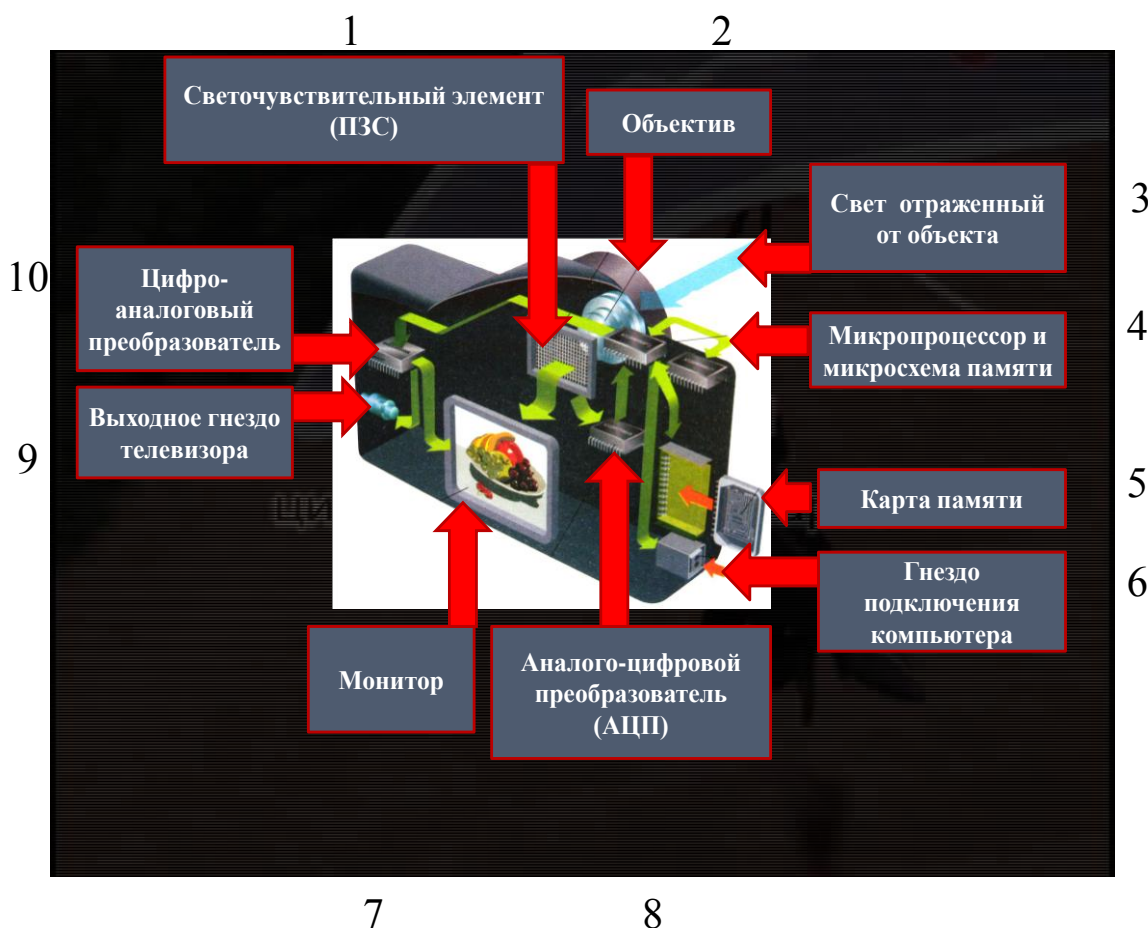 1
2
Светочувствительный элемент
(ПЗС)
Объектив
3
Свет отраженный
от объекта
10
Цифро-
аналоговый
преобразователь
4
Микропроцессор и
микросхема памяти
9
Выходное гнездо
телевизора
5
Карта памяти
6
Гнездо
подключения
компьютера
Монитор
Аналого-цифровой
преобразователь
(АЦП)
7
8